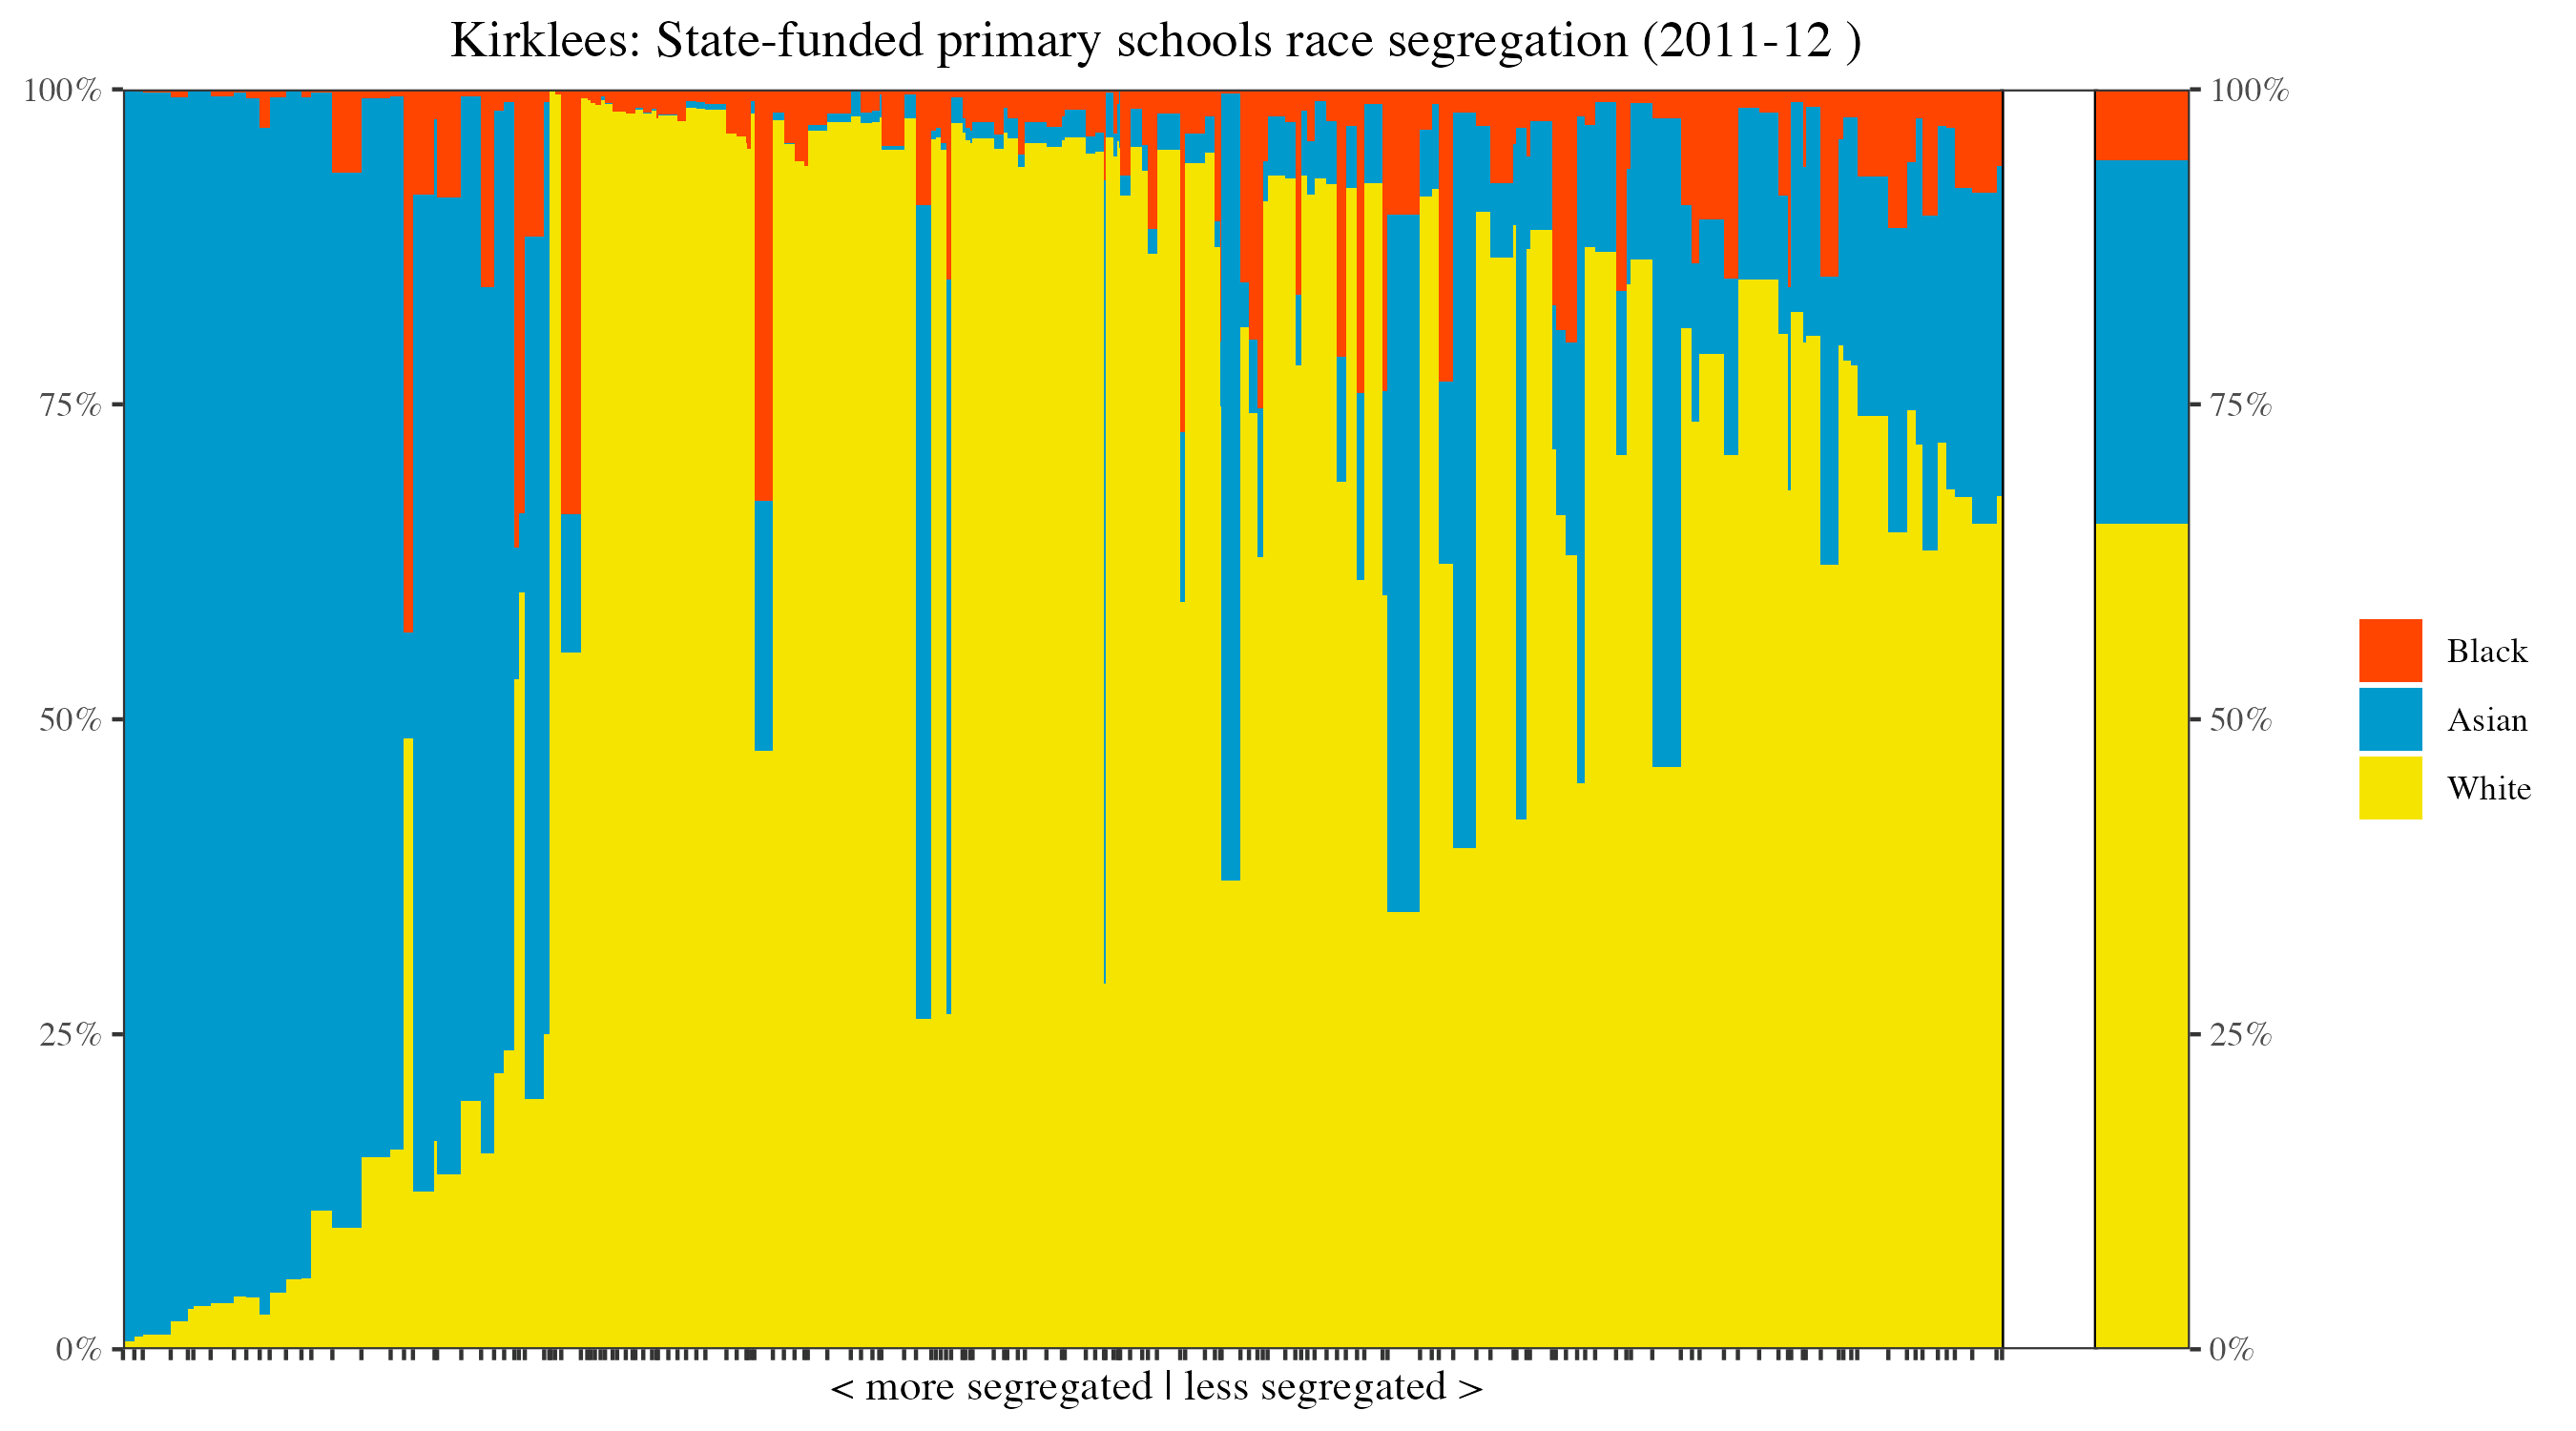 Kirklees: State-funded primary schools race segregation (2011-12 )
100%
75%
50%
25%
0%
100%
75%
50%
25%
0%
Black
Asian
White
< more segregated | less segregated >